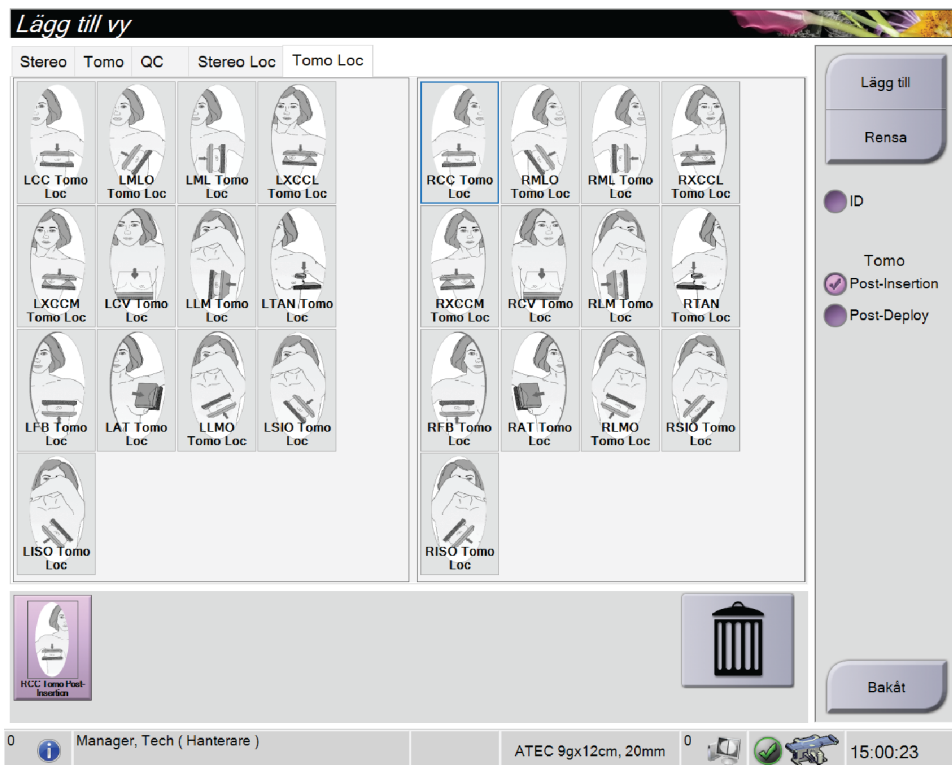 Lägg till vy
Stereo
Tomo
QC
Stereo Loc
Tomo Loc
LCC Tomo
Loc
LMLO
Tomo Loc
LML Tomo
Loc
LXCCL
Tomo Loc
LXCCM
Tomo Loc
LCV Tomo
Loc
LLM Tomo
Loc
LTAN Tomo
Loc
LFB Tomo
Loc
LAT Tomo
Loc
LLMO
Tomo Loc
LSIO Tomo
Loc
LISO Tomo
Loc
RCC Tomo
Loc
RMLO
Tomo Loc
RML Tomo
Loc
RXCCL
Tomo Loc
RXCCM
Tomo Loc
RCV Tomo
Loc
RLM Tomo
Loc
RTAN
Tomo Loc
RFB Tomo
Loc
RAT Tomo
Loc
RLMO
Tomo Loc
RSIO Tomo
Loc
RISO Tomo
Loc
Lägg till
Rensa
ID
Tomo
Post-Insertion
Post-Deploy
RCC Tomo Post-
Insertion
Bakåt
0
Manager, Tech ( Hanterare )
ATEC 9gx12cm, 20mm
0
15:00:23